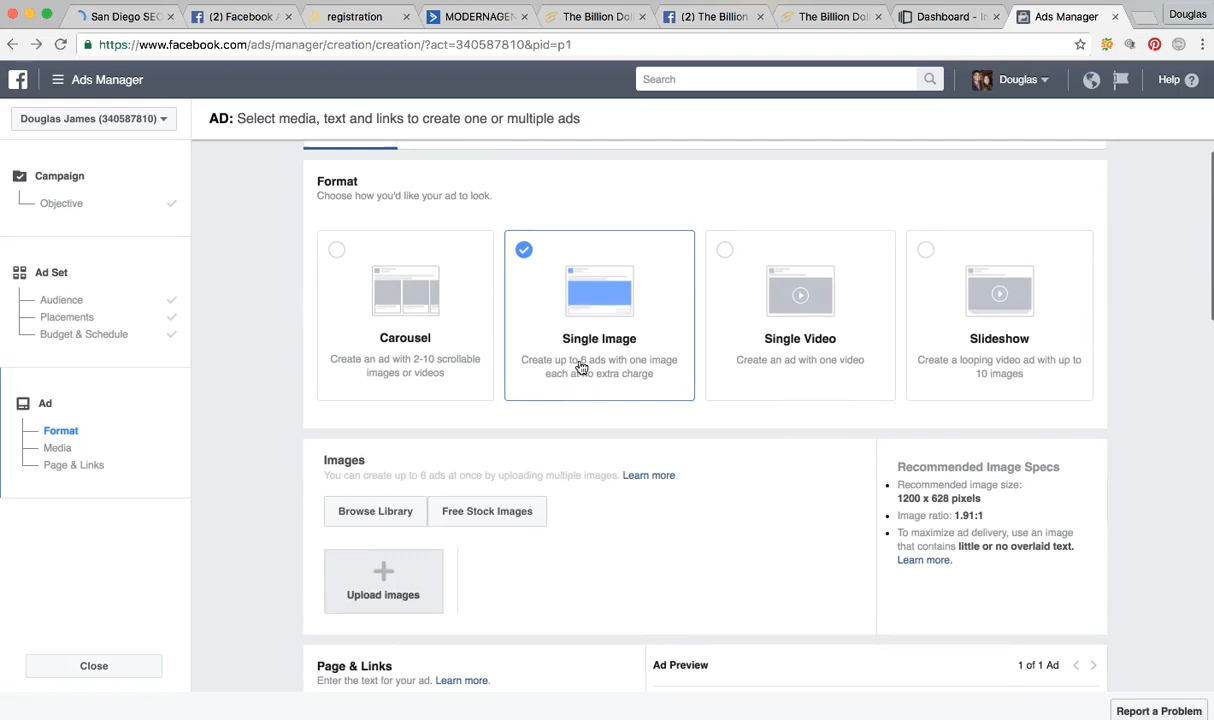 San Diego SEO
(2) Facebook A
registration
MODERNAGEN
The Billion Dol
(2) The Billion
The Billion Dol
Dashboard - In
Ads Manager
Douglas
https://www.facebook.com/ads/manager/creation/creation/?act=340587810&pid=p1
Ads Manager
Search
Douglas
Help
Douglas James (340587810)
AD: Select media, text and links to create one or multiple ads
Campaign
Objective
Ad Set
Audience
Placements
Budget & Schedule
Ad
Format
Media
Page & Links
Close
Format
Choose how you'd like your ad to look.
Carousel
Create an ad with 2-10 scrollable
images or videos
Single Image
Create up to 6 ads with one image
each at no extra charge
Single Video
Create an ad with one video
Slideshow
Create a looping video ad with up to
10 images
Images
You can create up to 6 ads at once by uploading multiple images. Learn more
Browse Library
Free Stock Images
Upload images
Recommended Image Specs
Recommended image size:
1200 x 628 pixels
Image ratio: 1.91:1
To maximize ad delivery, use an image
that contains little or no overlaid text.
Learn more.
Page & Links
Enter the text for your ad. Learn more.
Ad Preview
1 of 1 Ad
Report a Problem